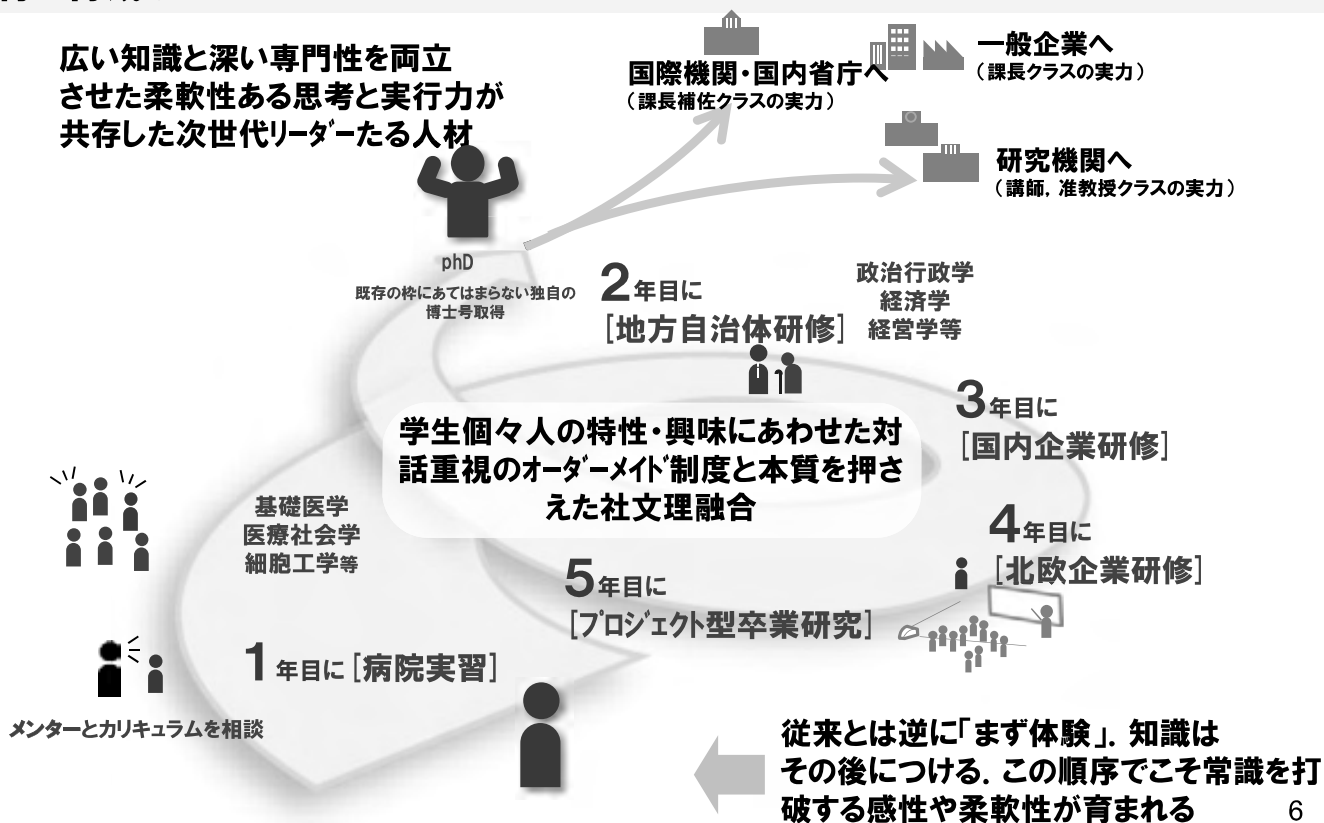 広い知識と深い専門性を両立
させた柔軟性ある思考と実行力が
共存した次世代リーダーたる人材
国際機関・国内省庁へ
（課長補佐クラスの実力）
一般企業へ
（課長クラスの実力）
研究機関へ
（講師，准教授クラスの実力）
phD
既存の枠にあてはまらない独自の
博士号取得
2年目に
[地方自治体研修]
政治行政学
経済学
経営学等
3年目に
[国内企業研修]
学生個々人の特性・興味にあわせた対
話重視のオーダーメイド制度と本質を押さ
えた社文理融合
基礎医学
医療社会学
細胞工学等
4年目に
[北欧企業研修]
5年目に
[プロジェクト型卒業研究]
1年目に[病院実習]
メンターとカリキュラムを相談
従来とは逆に「まず体験」．知識は
その後につける．この順序でこそ常識を打
破する感性や柔軟性が育まれる
6